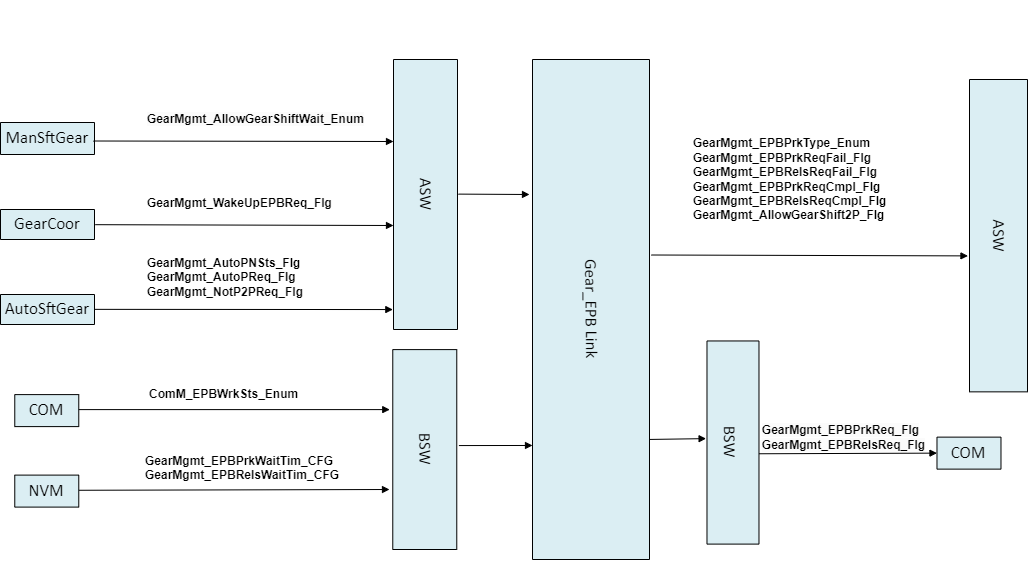 ManSftGear
GearMgmt_AllowGearShiftWait_Enum
GearCoor
GearMgmt_WakeUpEPBReq_Flg
AutoSftGear
GearMgmt_AutoPNSts_Flg
GearMgmt_AutoPReq_Flg
GearMgmt_NotP2PReq_Flg
ASW
COM
ComM_EPBWrkSts_Enum
NVM
GearMgmt_EPBPrkWaitTim_CFG
GearMgmt_EPBRelsWaitTim_CFG
BSW
Gear_EPB Link
GearMgmt_EPBPrkType_Enum
GearMgmt_EPBPrkReqFail_Flg
GearMgmt_EPBRelsReqFail_Flg
GearMgmt_EPBPrkReqCmpl_Flg
GearMgmt_EPBRelsReqCmpl_Flg
GearMgmt_AllowGearShift2P_Flg
ASW
BSW
GearMgmt_EPBPrkReq_Flg
GearMgmt_EPBRelsReq_Flg
COM